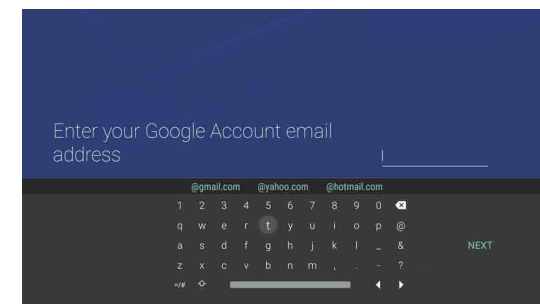 Enter your Google Account email
address
@gmail.com @yahoo.com @hotmail.com
1 2 3 4 5 6 7 8 9 0
q w e r t y u i o p @
a s d f g h j k l _ &
NEXT
z x c v b n m , . - ?
~/#